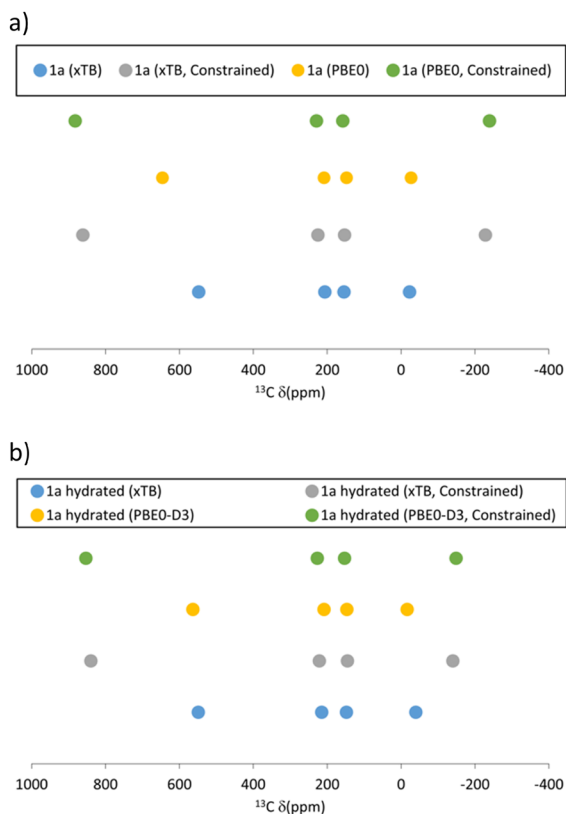 a)
1a (xTB) 1a (xTB, Constrained) 1a (PBE0) 1a (PBE0, Constrained)
1000 800 600 400 200 0 -200 -400
¹³C δ(ppm)
b)
1a hydrated (xTB) 1a hydrated (xTB, Constrained)
1a hydrated (PBE0-D3) 1a hydrated (PBE0-D3, Constrained)
1000 800 600 400 200 0 -200 -400
¹³C δ(ppm)